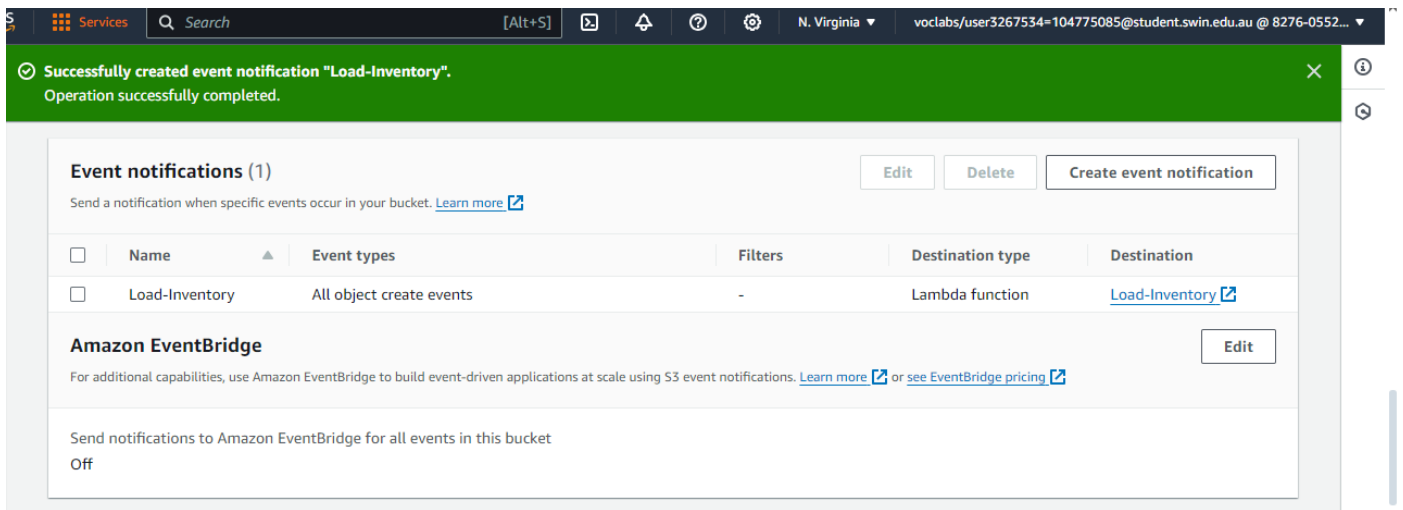 S Services Search [Alt+S] N. Virginia ▼ voclabs/user3267534=104775085@student.swin.edu.au @ 8276-0552... ▼
Successfully created event notification "Load-Inventory".
Operation successfully completed.
Event notifications (1) Edit Delete Create event notification
Send a notification when specific events occur in your bucket. Learn more
Name Event types Filters Destination type Destination
Load-Inventory All object create events - Lambda function Load-Inventory
Amazon EventBridge Edit
For additional capabilities, use Amazon EventBridge to build event-driven applications at scale using S3 event notifications. Learn more or see EventBridge pricing
Send notifications to Amazon EventBridge for all events in this bucket
Off